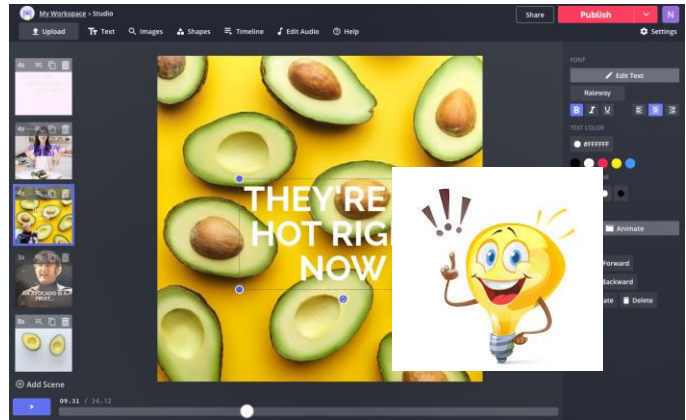 My Workspace › Studio
Share
Publish
N
Upload
Text
Images
Shapes
Timeline
Edit Audio
Help
Settings
4s
4s
4s
3s
AN AVOCADO IS A
FRUIT...
8s
Add Scene
THEY'RE
HOT RIG
NOW
!!!
FONT
Edit Text
Raleway
B I U
TEXT COLOR
#FFFFFF
Animate
Forward
Backward
ate
Delete
09.31 / 24.72